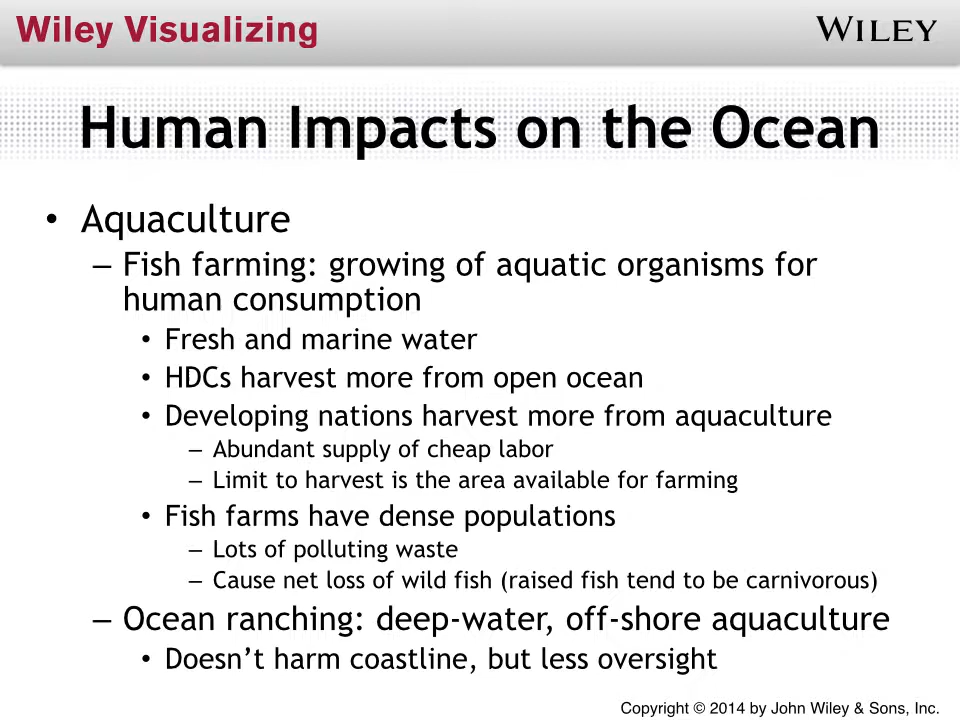 Wiley Visualizing
WILEY
Human Impacts on the Ocean
• Aquaculture
– Fish farming: growing of aquatic organisms for
human consumption
• Fresh and marine water
• HDCs harvest more from open ocean
• Developing nations harvest more from aquaculture
– Abundant supply of cheap labor
– Limit to harvest is the area available for farming
• Fish farms have dense populations
– Lots of polluting waste
– Cause net loss of wild fish (raised fish tend to be carnivorous)
– Ocean ranching: deep-water, off-shore aquaculture
• Doesn’t harm coastline, but less oversight
Copyright © 2014 by John Wiley & Sons, Inc.